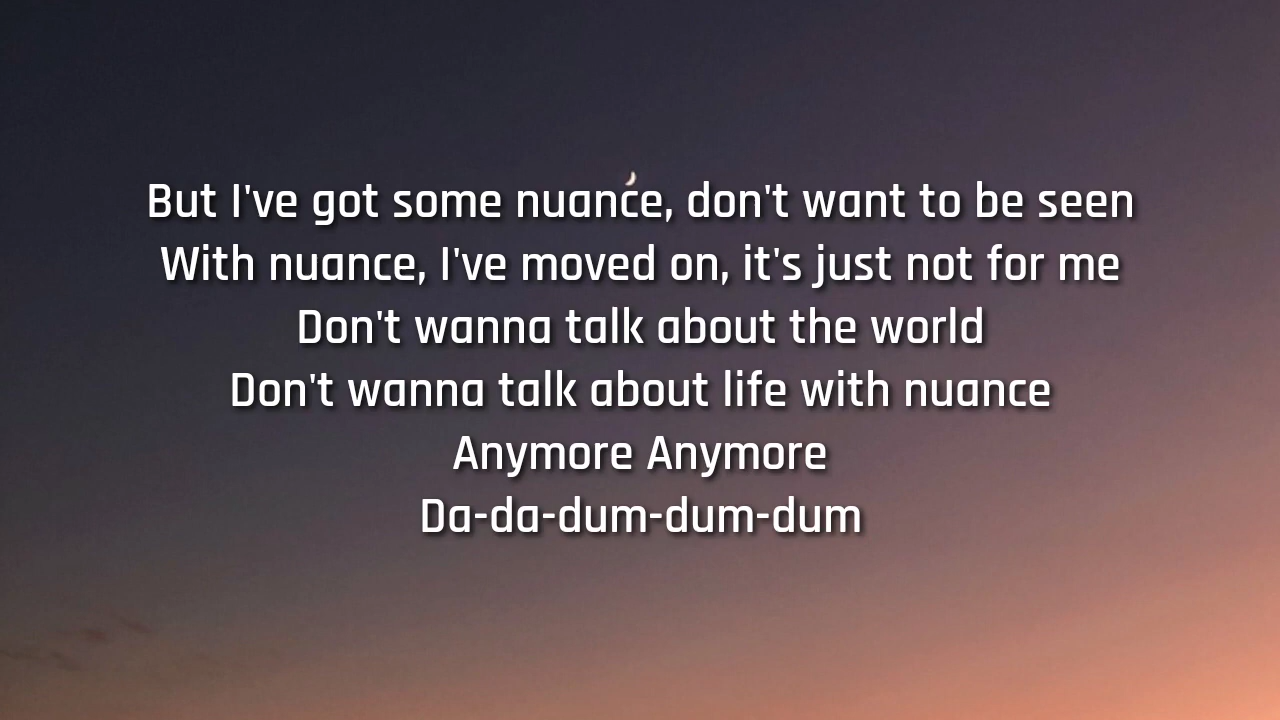 But I've got some nuance, don't want to be seen
With nuance, I've moved on, it's just not for me
Don't wanna talk about the world
Don't wanna talk about life with nuance
Anymore Anymore
Da-da-dum-dum-dum